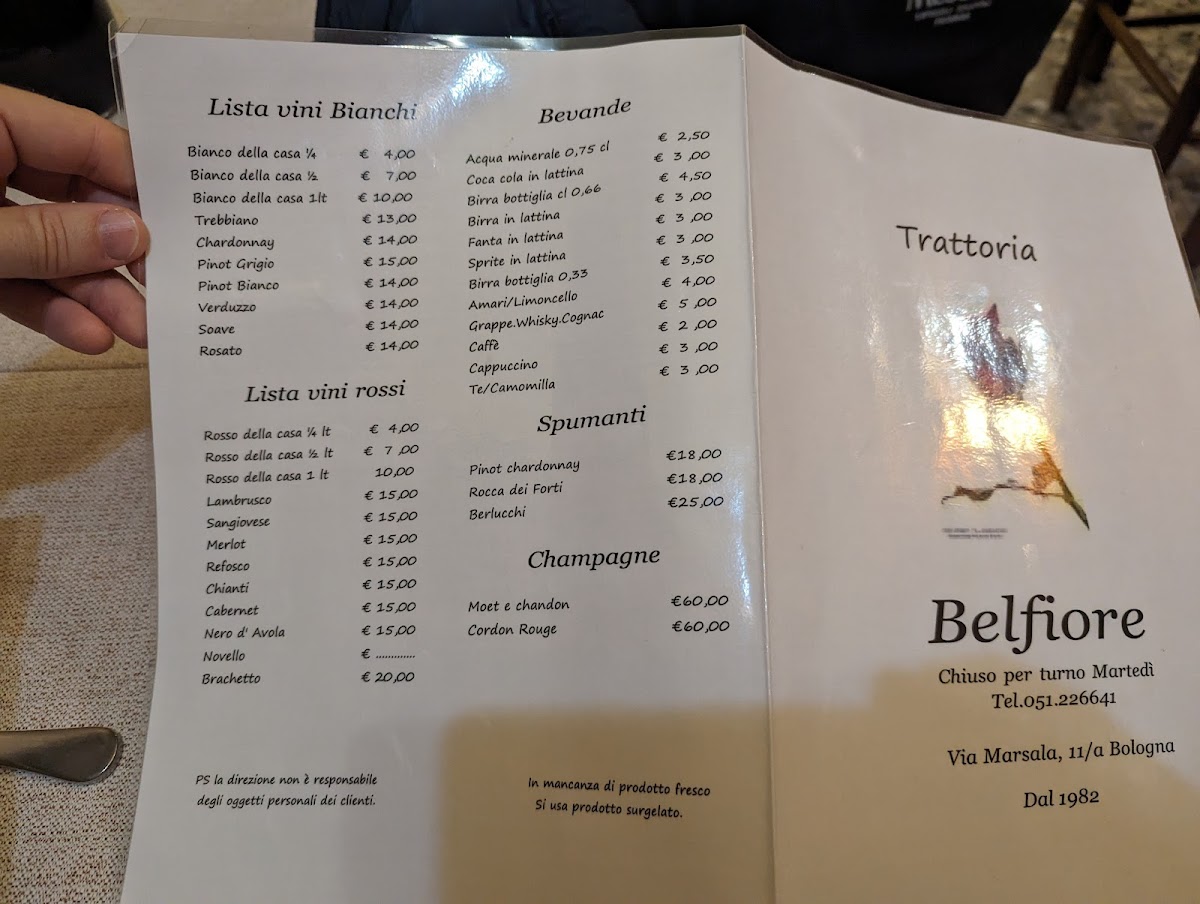 Lista vini Bianchi
Bianco della casa ¼ € 4,00
Bianco della casa ½ € 7,00
Bianco della casa 1lt € 10,00
Trebbiano € 13,00
Chardonnay € 14,00
Pinot Grigio € 15,00
Pinot Bianco € 14,00
Verduzzo € 14,00
Soave € 14,00
Rosato € 14,00
Lista vini rossi
Rosso della casa ¼ lt € 4,00
Rosso della casa ½ lt € 7,00
Rosso della casa 1 lt 10,00
Lambrusco € 15,00
Sangiovese € 15,00
Merlot € 15,00
Refosco € 15,00
Chianti € 15,00
Cabernet € 15,00
Nero d' Avola € 15,00
Novello € .............
Brachetto € 20,00
PS la direzione non è responsabile
degli oggetti personali dei clienti.
Bevande
Acqua minerale 0,75 cl € 2,50
Coca cola in lattina € 3 ,00
Birra bottiglia cl 0,66 € 4,50
Birra in lattina € 3 ,00
Fanta in lattina € 3 ,00
Sprite in lattina € 3 ,00
Birra bottiglia 0,33 € 3,50
Amari/Limoncello € 4,00
Grappe.Whisky.Cognac € 5 ,00
Caffè € 2 ,00
Cappuccino € 3 ,00
Te/Camomilla € 3 ,00
Spumanti
Pinot chardonnay €18,00
Rocca dei Forti €18,00
Berlucchi €25,00
Champagne
Moet e chandon €60,00
Cordon Rouge €60,00
In mancanza di prodotto fresco
Si usa prodotto surgelato.
Trattoria
Belfiore
Chiuso per turno Martedì
Tel.051.226641
Via Marsala, 11/a Bologna
Dal 1982